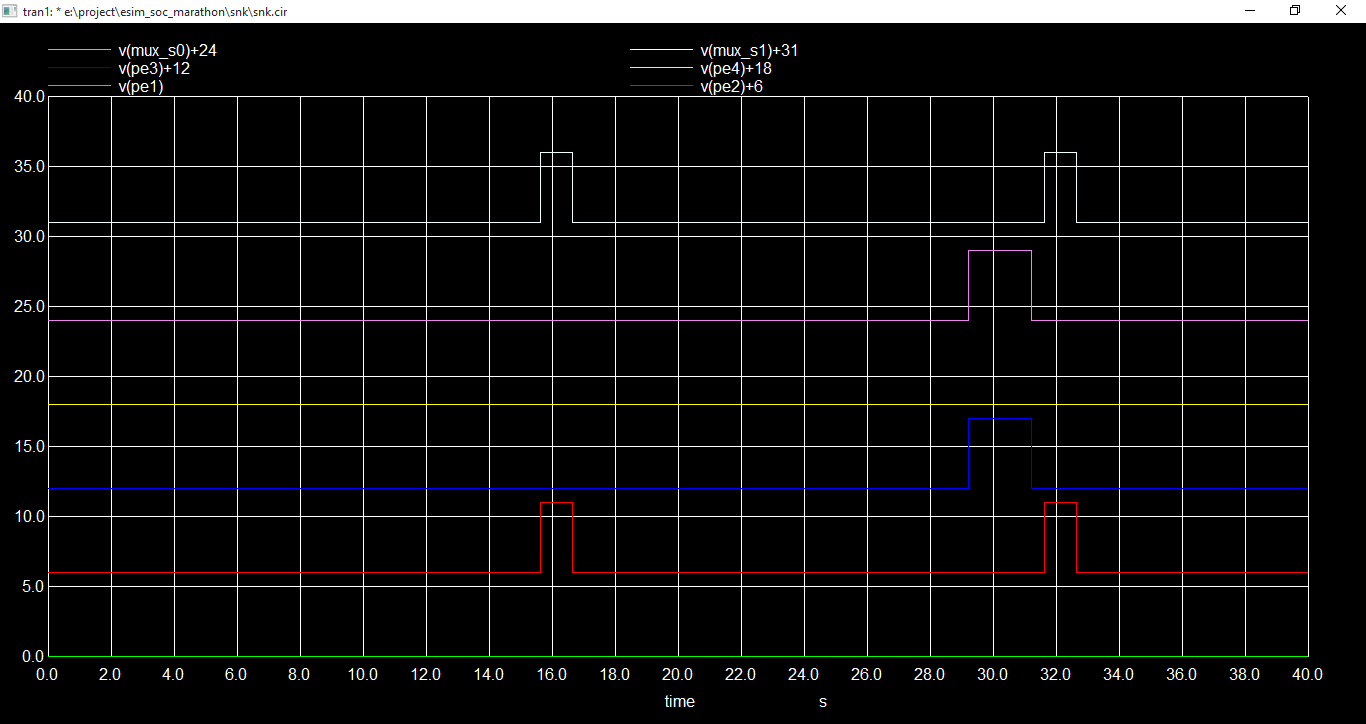 tran1: * e:\project\esim_soc_marathon\snk\snk.cir
v(mux_s0)+24 v(mux_s1)+31
v(pe3)+12 v(pe4)+18
v(pe1) v(pe2)+6
40.0
35.0
30.0
25.0
20.0
15.0
10.0
5.0
0.0
0.0 2.0 4.0 6.0 8.0 10.0 12.0 14.0 16.0 18.0 20.0 22.0 24.0 26.0 28.0 30.0 32.0 34.0 36.0 38.0 40.0
time s